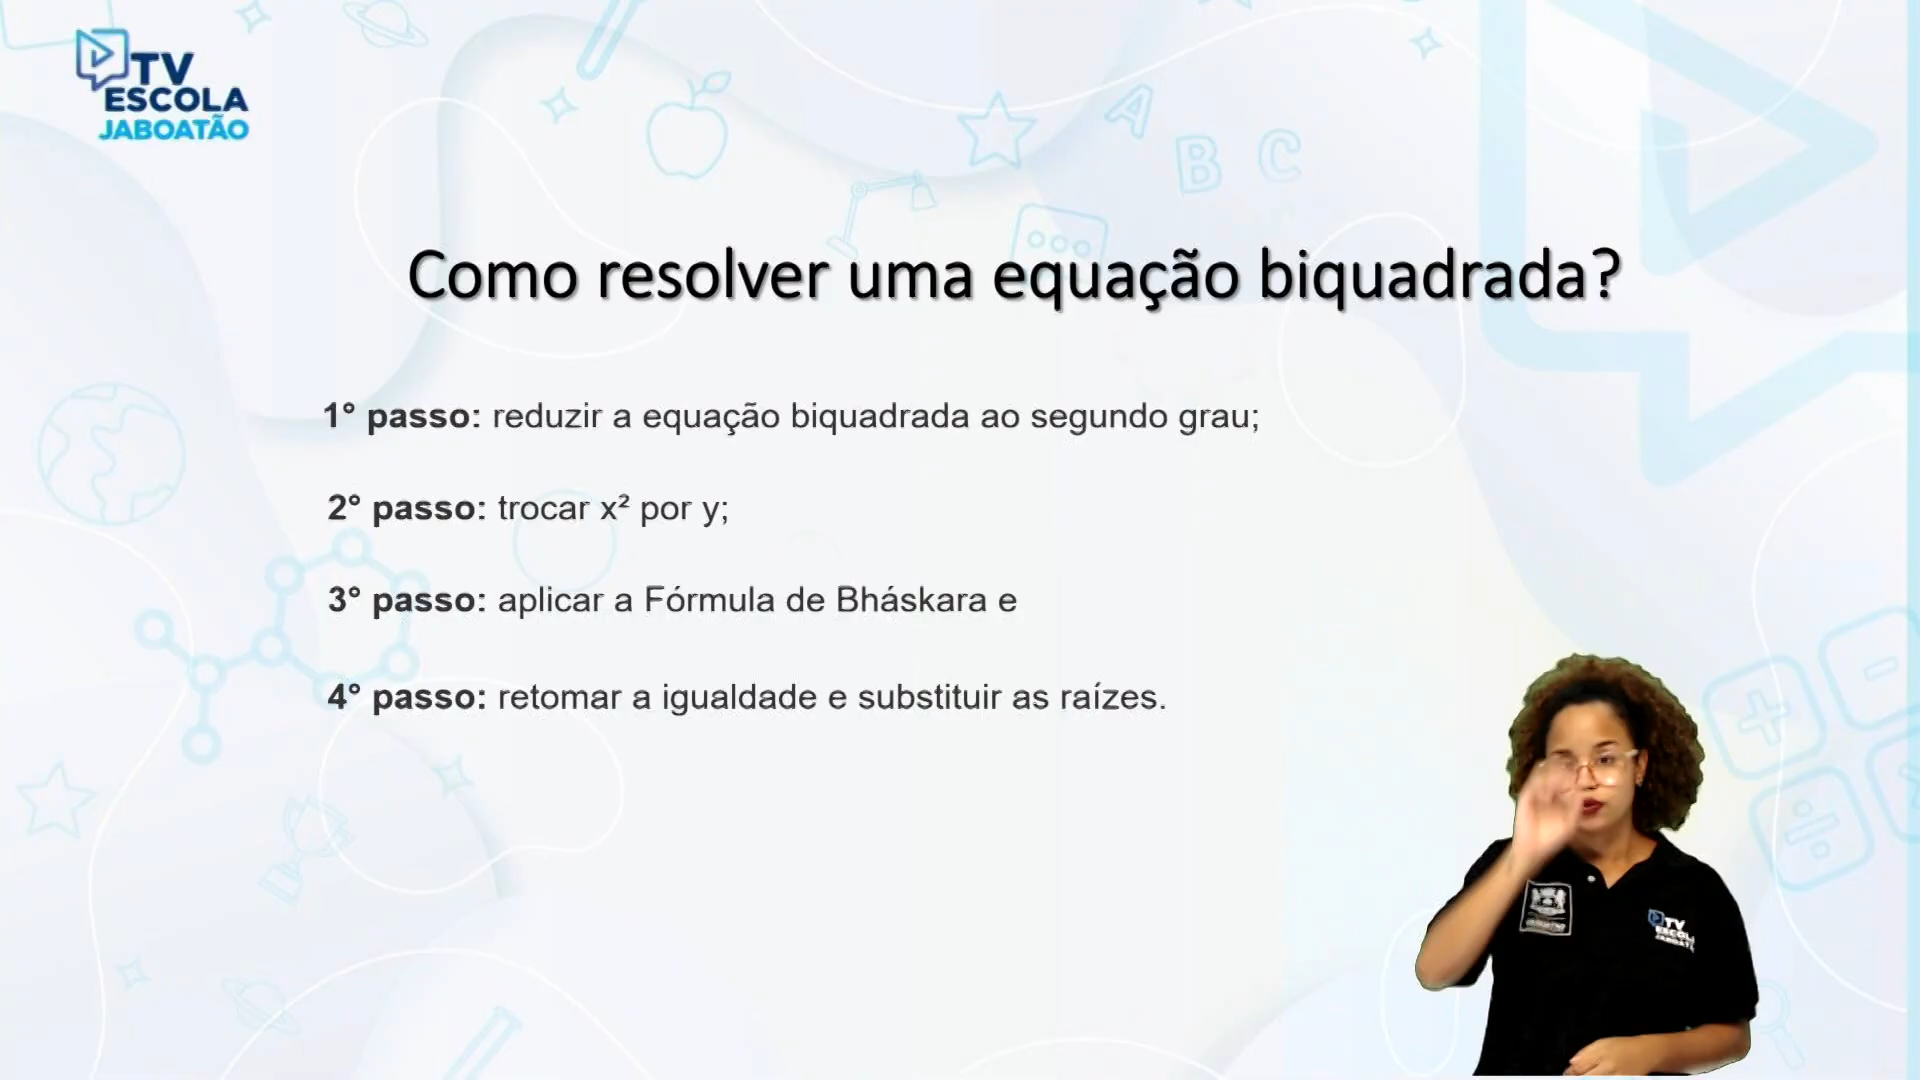 TV
ESCOLA
JABOATÃO
A
B C
Como resolver uma equação biquadrada?
1° passo: reduzir a equação biquadrada ao segundo grau;
2° passo: trocar x² por y;
3° passo: aplicar a Fórmula de Bháskara e
4° passo: retomar a igualdade e substituir as raízes.
TV